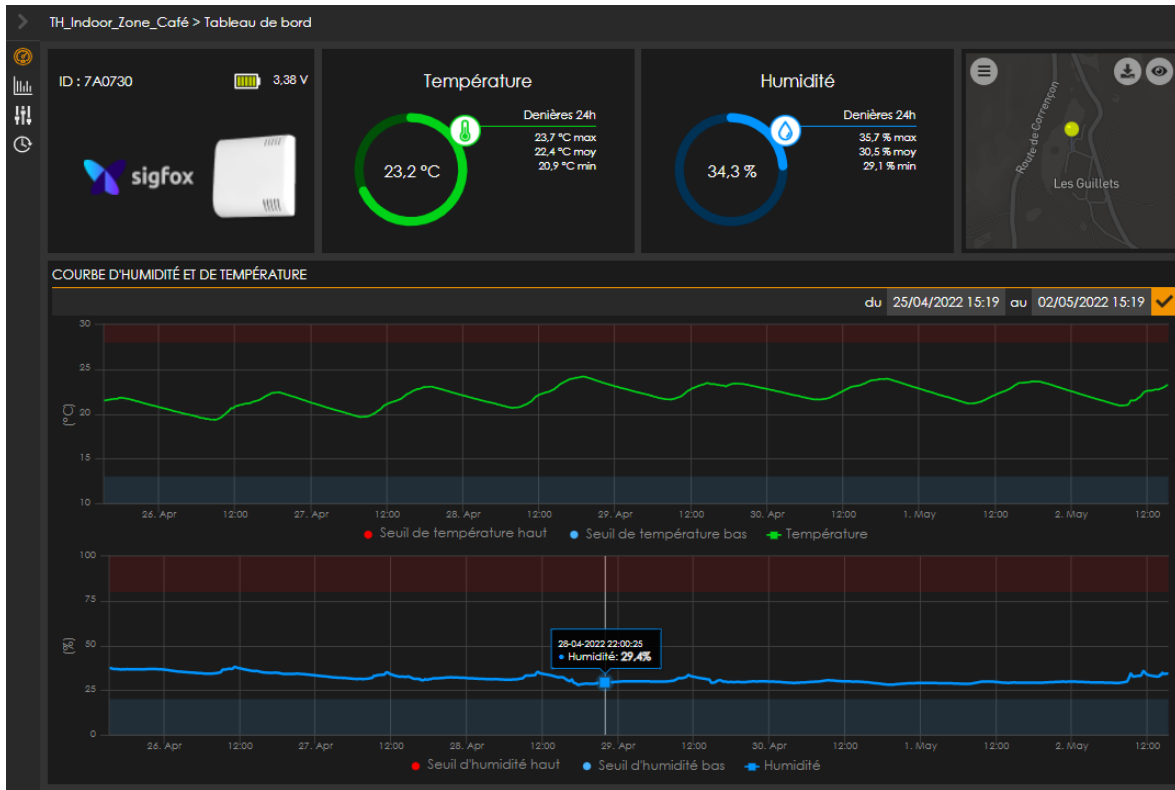 TH_Indoor_Zone_Café > Tableau de bord
ID : 7A0730
3,38 V
sigfox
Température
Denières 24h
23,7 °C max
22,4 °C moy
20,9 °C min
23,2 °C
Humidité
Denières 24h
35,7 % max
30,5 % moy
29,1 % min
34,3 %
Route de Corrençon
Les Guillets
COURBE D'HUMIDITÉ ET DE TEMPÉRATURE
du 25/04/2022 15:19 au 02/05/2022 15:19
30
25
20
15
10
(°C)
26. Apr 12:00 27. Apr 12:00 28. Apr 12:00 29. Apr 12:00 30. Apr 12:00 1. May 12:00 2. May 12:00
Seuil de température haut Seuil de température bas Température
100
75
50
25
0
(%)
28-04-2022 22:00:25
Humidité: 29.4%
26. Apr 12:00 27. Apr 12:00 28. Apr 12:00 29. Apr 12:00 30. Apr 12:00 1. May 12:00 2. May 12:00
Seuil d'humidité haut Seuil d'humidité bas Humidité